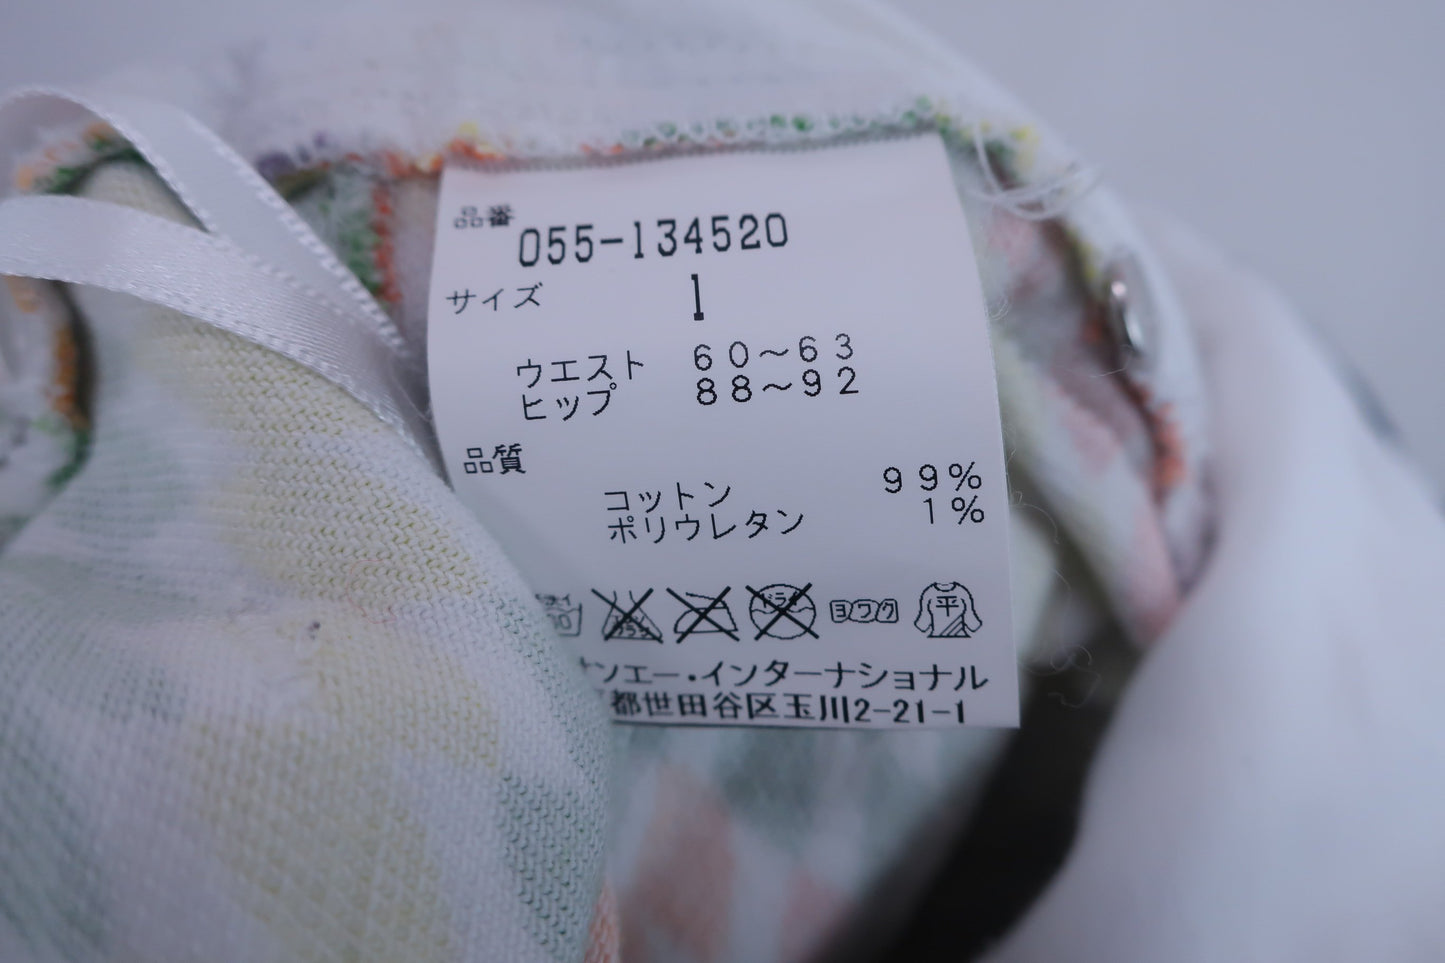 品番 055-134520
サイズ 1
ウエスト 60〜63
ヒップ 88〜92
品質
コットン 99%
ポリウレタン 1%
ドライ ヨワク 平
ンエー・インターナショナル
都世田谷区玉川2-21-1